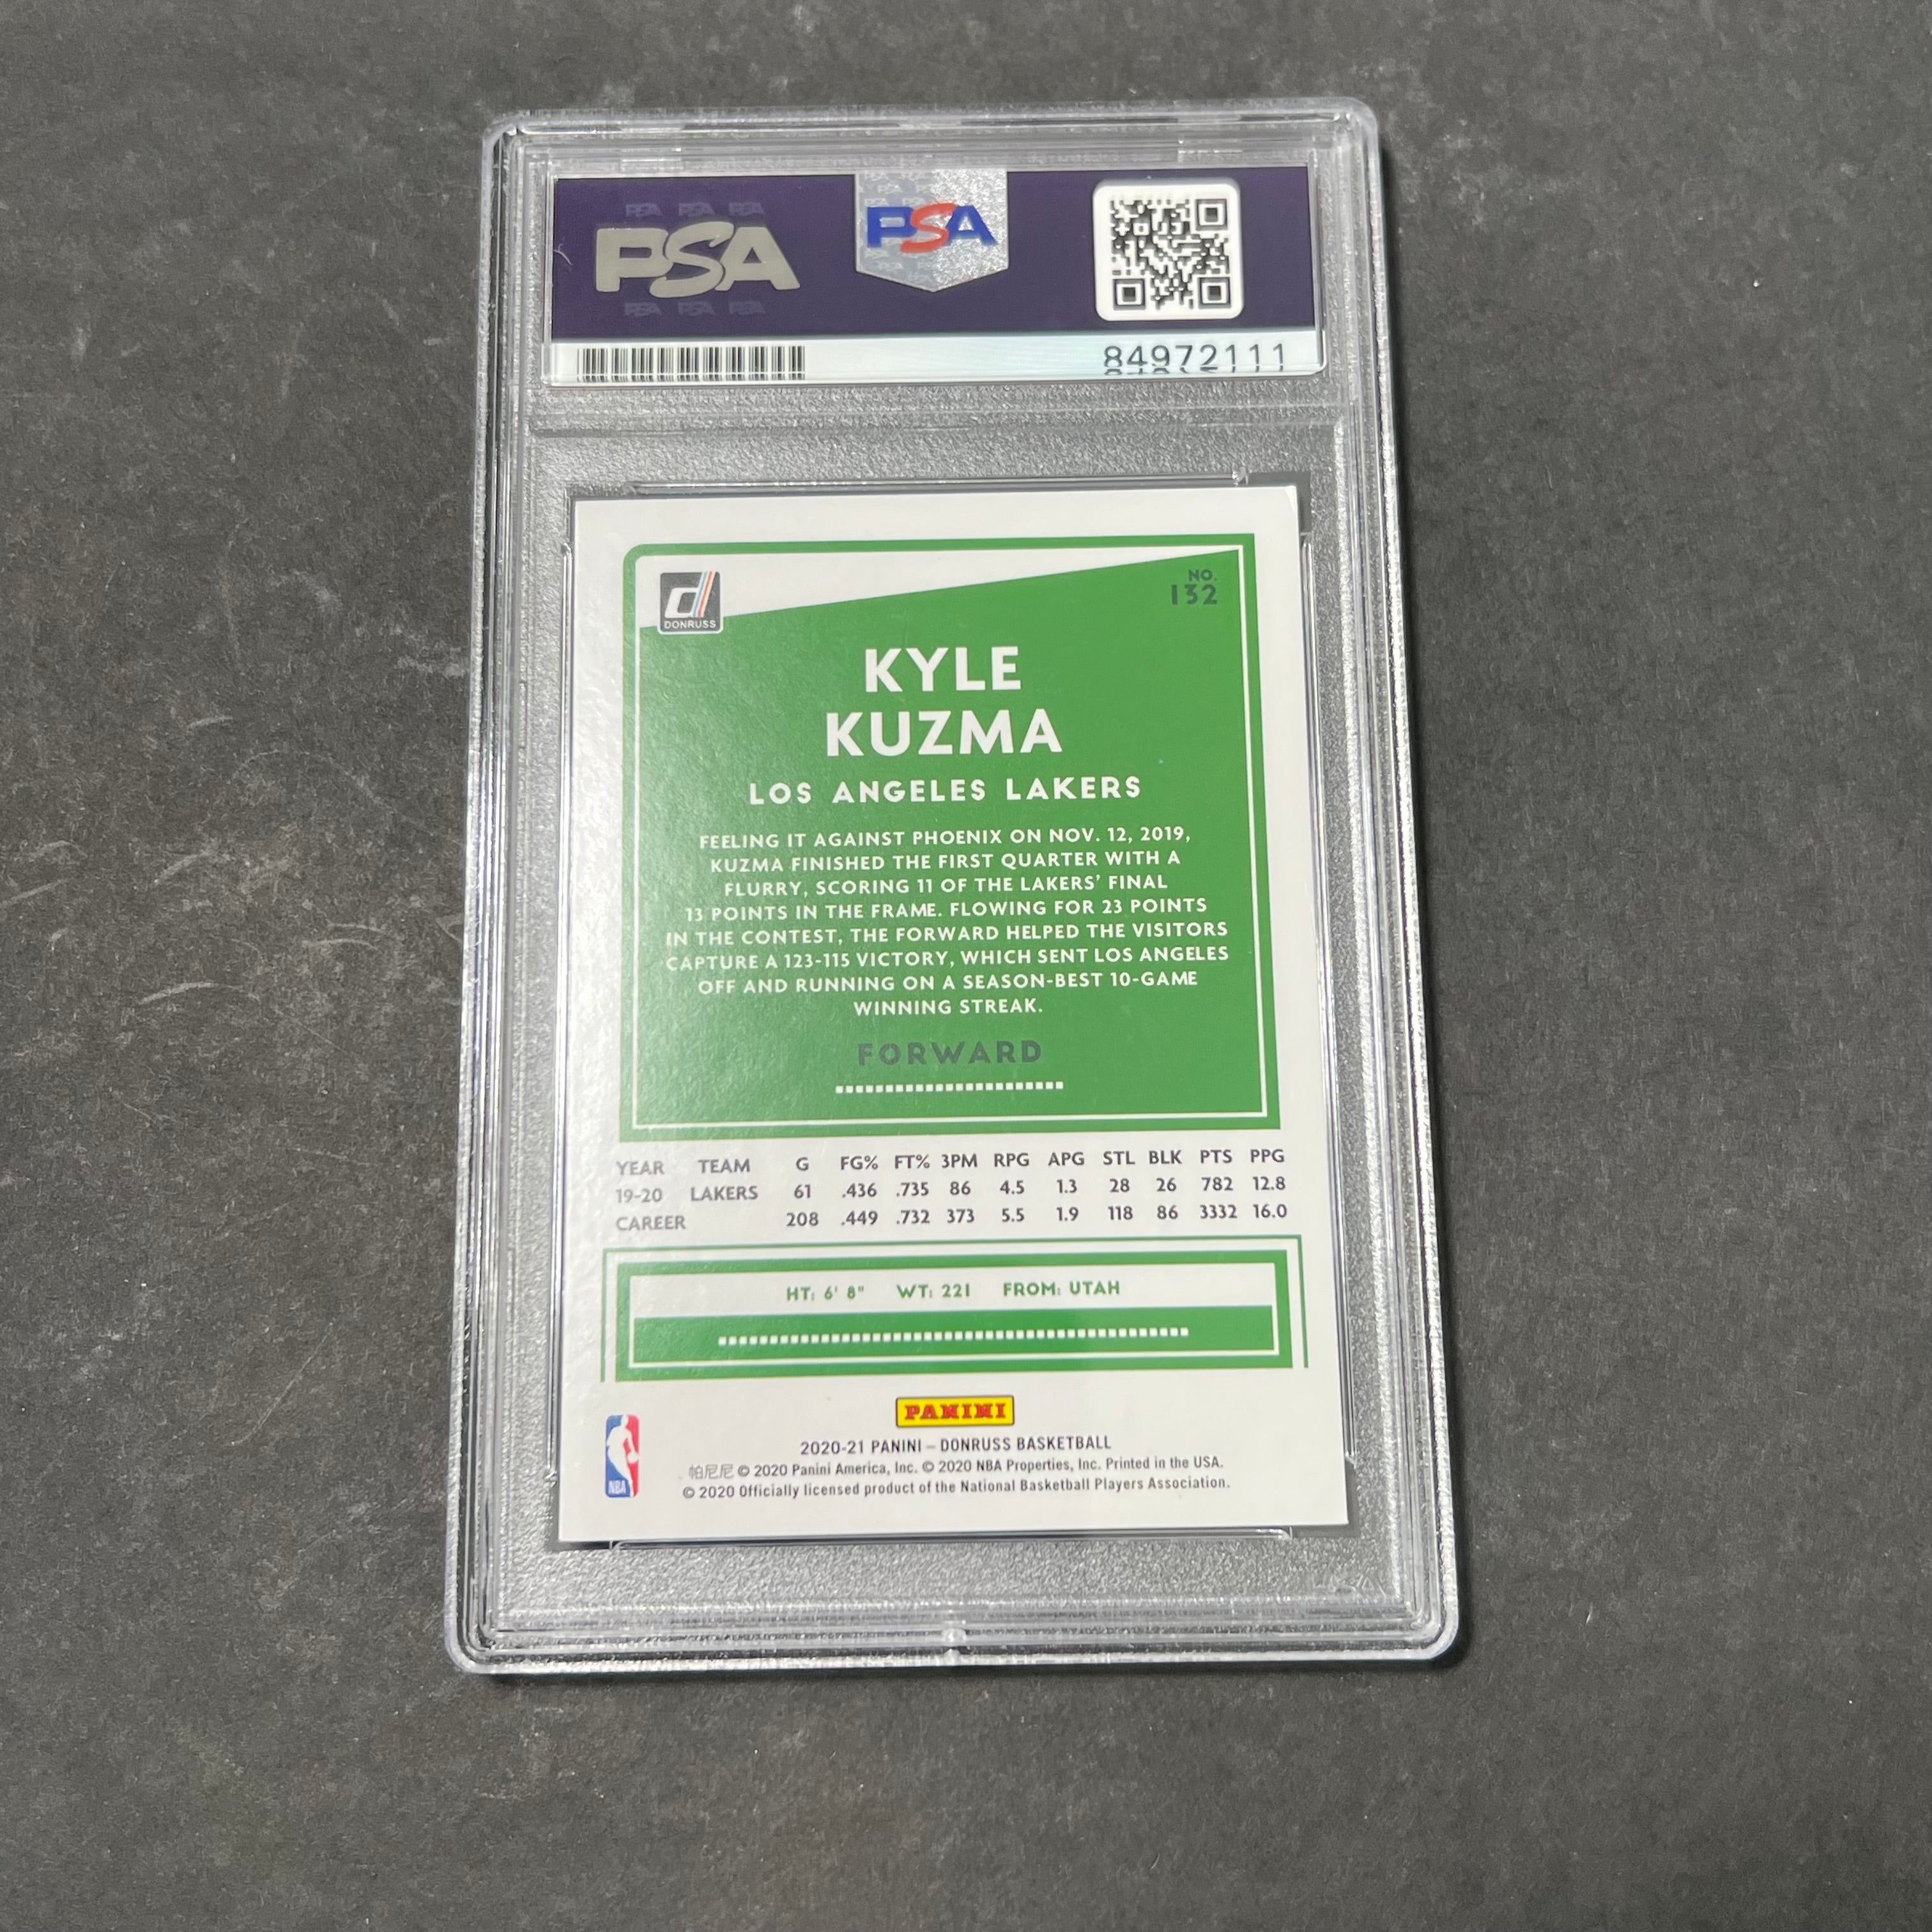 PSA PSA PSA
PSA
PSA PSA PSA
PSA
84972111
DONRUSS
NO.
132
KYLE
KUZMA
LOS ANGELES LAKERS
FEELING IT AGAINST PHOENIX ON NOV. 12, 2019,
KUZMA FINISHED THE FIRST QUARTER WITH A
FLURRY, SCORING 11 OF THE LAKERS' FINAL
13 POINTS IN THE FRAME. FLOWING FOR 23 POINTS
IN THE CONTEST, THE FORWARD HELPED THE VISITORS
CAPTURE A 123-115 VICTORY, WHICH SENT LOS ANGELES
OFF AND RUNNING ON A SEASON-BEST 10-GAME
WINNING STREAK.
FORWARD
YEAR TEAM G FG% FT% 3PM RPG APG STL BLK PTS PPG
19-20 LAKERS 61 .436 .735 86 4.5 1.3 28 26 782 12.8
CAREER 208 .449 .732 373 5.5 1.9 118 86 3332 16.0
HT: 6' 8" WT: 221 FROM: UTAH
PANINI
NBA
2020-21 PANINI – DONRUSS BASKETBALL
帕尼尼 © 2020 Panini America, Inc. © 2020 NBA Properties, Inc. Printed in the USA.
© 2020 Officially licensed product of the National Basketball Players Association.